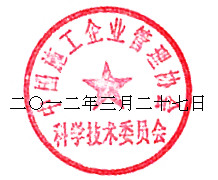 中国施工企业管理协会
二〇一二年三月二十七日
科学技术委员会